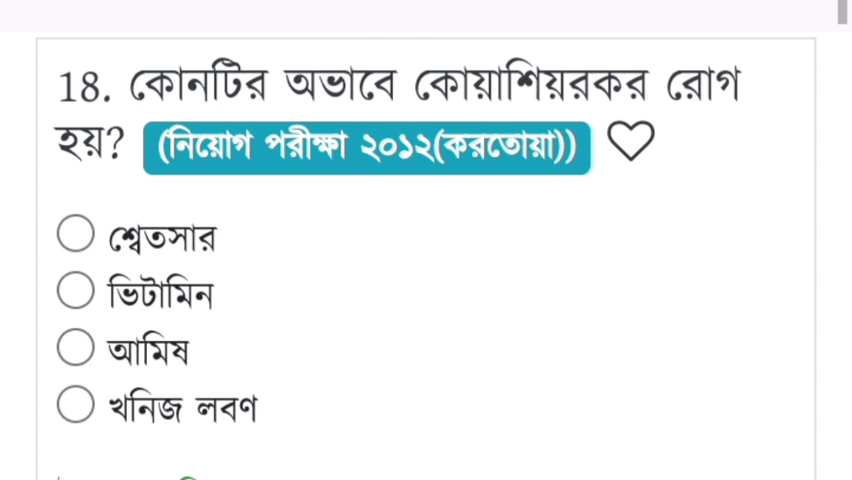 18. কোনটির অভাবে কোয়াশিয়রকর রোগ
হয়? (নিয়োগ পরীক্ষা ২০১২(করতোয়া))
শ্বেতসার
ভিটামিন
আমিষ
খনিজ লবণ